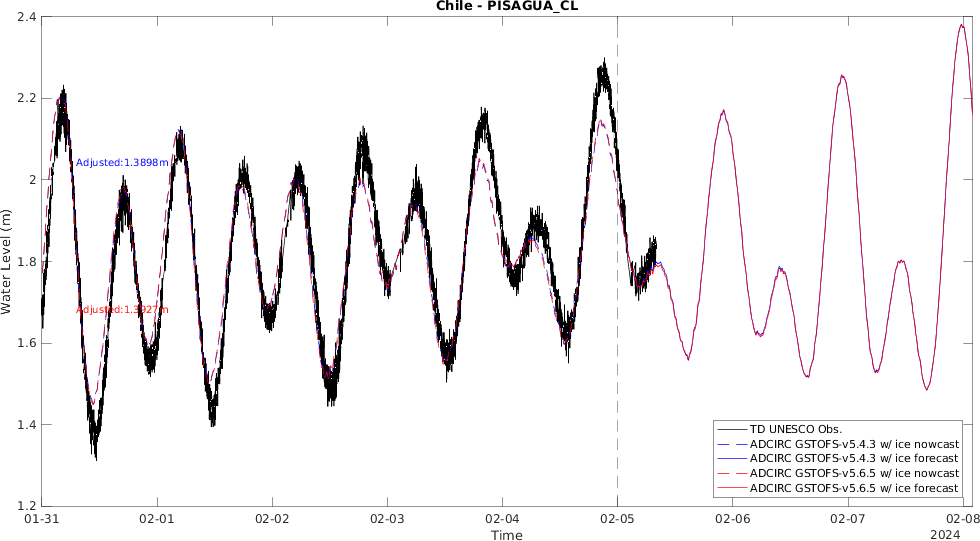 Chile - PISAGUA_CL
2.4
2.2
2
1.8
1.6
1.4
1.2
Water Level (m)
Adjusted:1.3898m
Adjusted:1.3927m
TD UNESCO Obs.
ADCIRC GSTOFS-v5.4.3 w/ ice nowcast
ADCIRC GSTOFS-v5.4.3 w/ ice forecast
ADCIRC GSTOFS-v5.6.5 w/ ice nowcast
ADCIRC GSTOFS-v5.6.5 w/ ice forecast
01-31 02-01 02-02 02-03 02-04 02-05 02-06 02-07 02-08
Time
2024